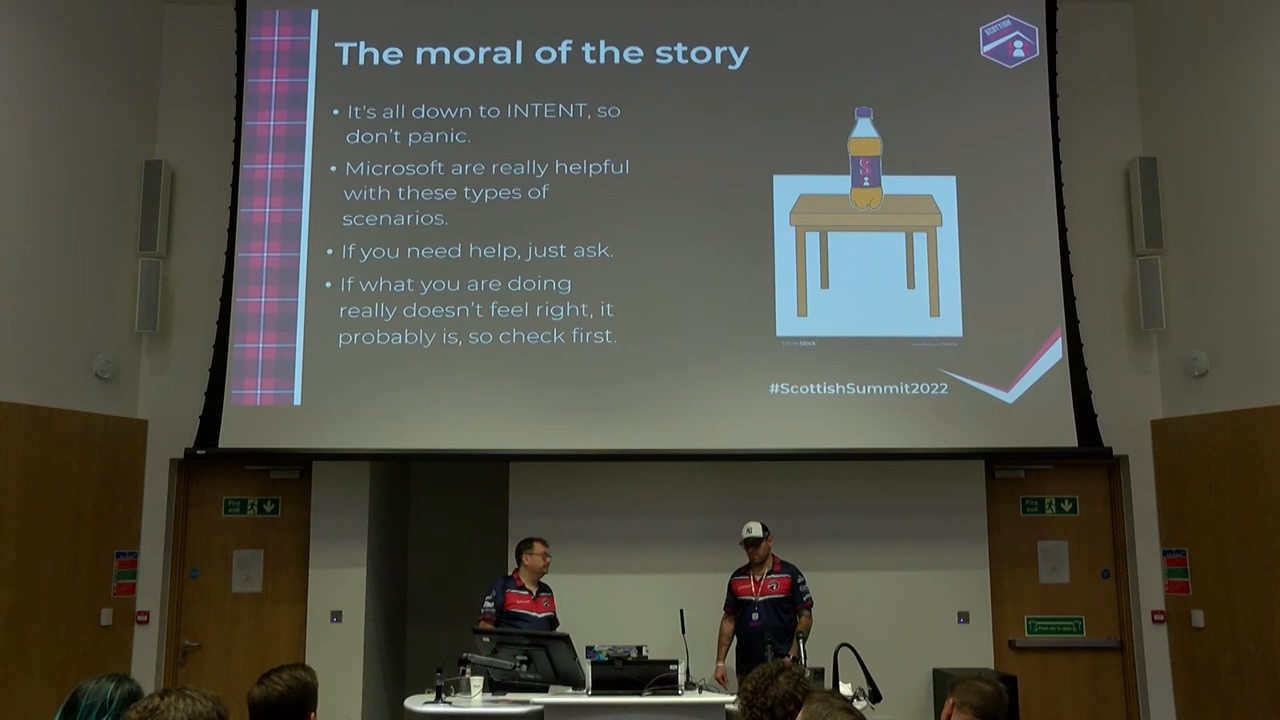 The moral of the story
SCOTTISH
• It's all down to INTENT, so
don't panic.
• Microsoft are really helpful
with these types of
scenarios.
• If you need help, just ask.
• If what you are doing
really doesn't feel right, it
probably is, so check first.
#ScottishSummit2022
Fire
exit
Fire
exit